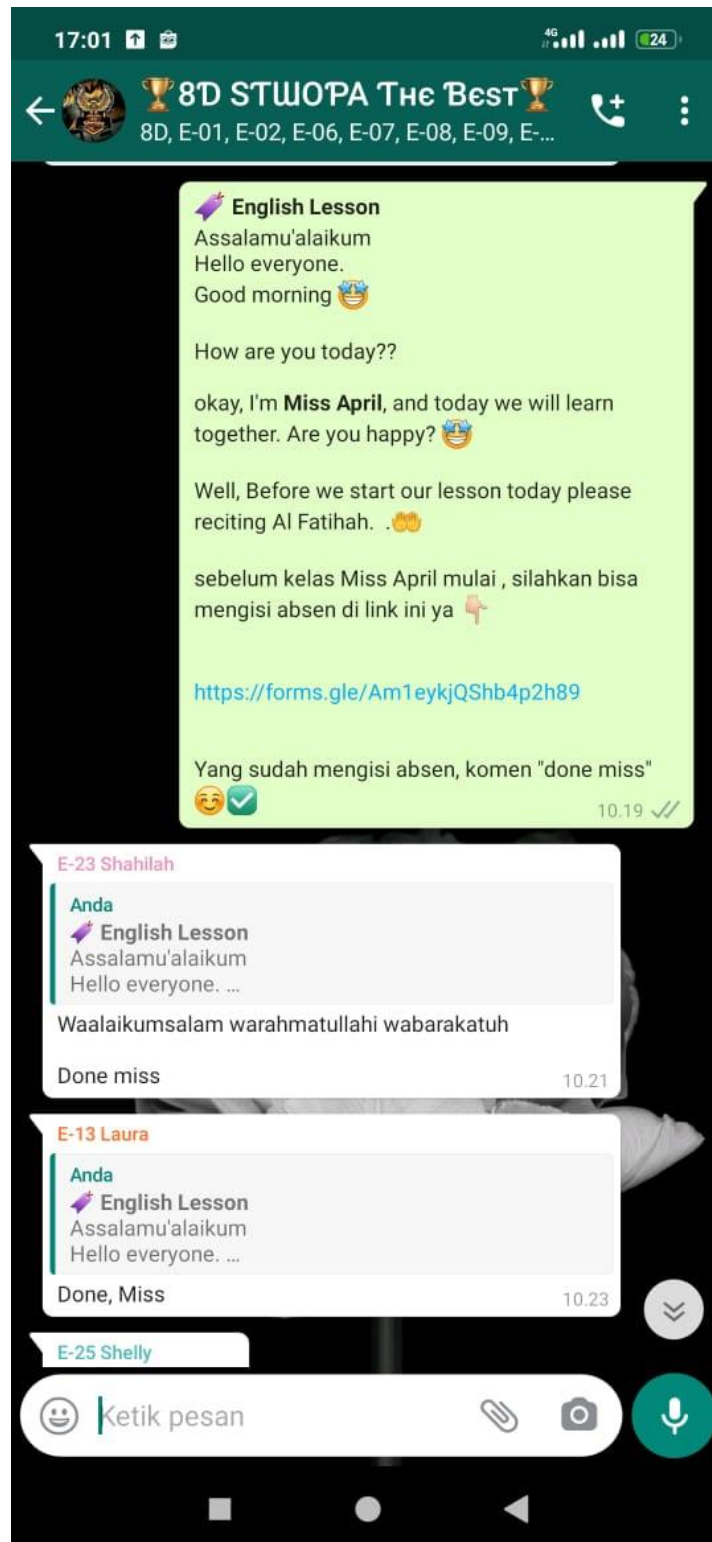 17:01 4G 24
🏆8D STWOPA THE BEST🏆
8D, E-01, E-02, E-06, E-07, E-08, E-09, E-...
English Lesson
Assalamu'alaikum
Hello everyone.
Good morning 🤩
How are you today??
okay, I'm Miss April, and today we will learn
together. Are you happy? 🤩
Well, Before we start our lesson today please
reciting Al Fatihah. .🤲
sebelum kelas Miss April mulai , silahkan bisa
mengisi absen di link ini ya 👇🏻
https://forms.gle/Am1eykjQShb4p2h89
Yang sudah mengisi absen, komen "done miss"
☺️✅
10.19
E-23 Shahilah
Anda
English Lesson
Assalamu'alaikum
Hello everyone. ...
Waalaikumsalam warahmatullahi wabarakatuh
Done miss
10.21
E-13 Laura
Anda
English Lesson
Assalamu'alaikum
Hello everyone. ...
Done, Miss
10.23
E-25 Shelly
Ketik pesan